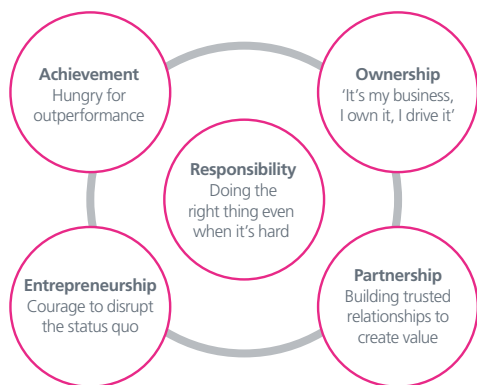 Achievement
Hungry for
outperformance
Ownership
‘It’s my business,
I own it, I drive it’
Responsibility
Doing the
right thing even
when it’s hard
Entrepreneurship
Courage to disrupt
the status quo
Partnership
Building trusted
relationships to
create value